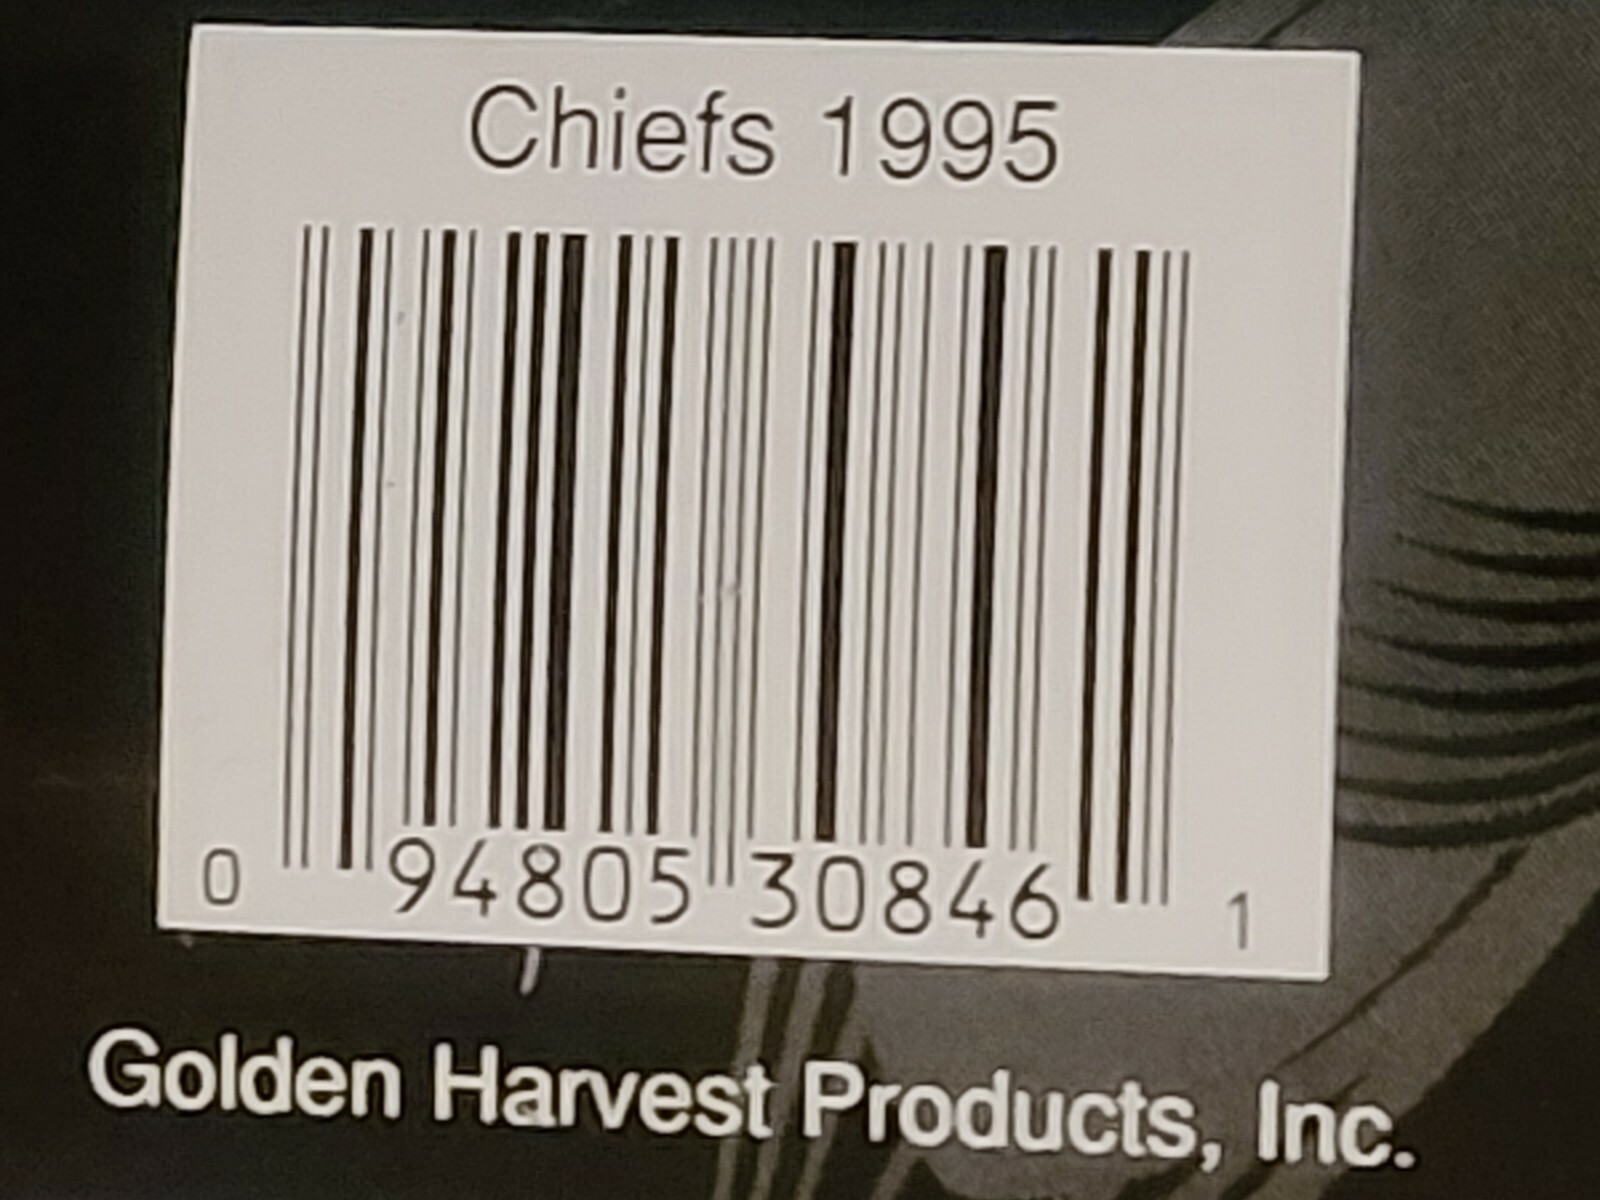 Chiefs 1995
0 94805 30846 1
Golden Harvest Products, Inc.